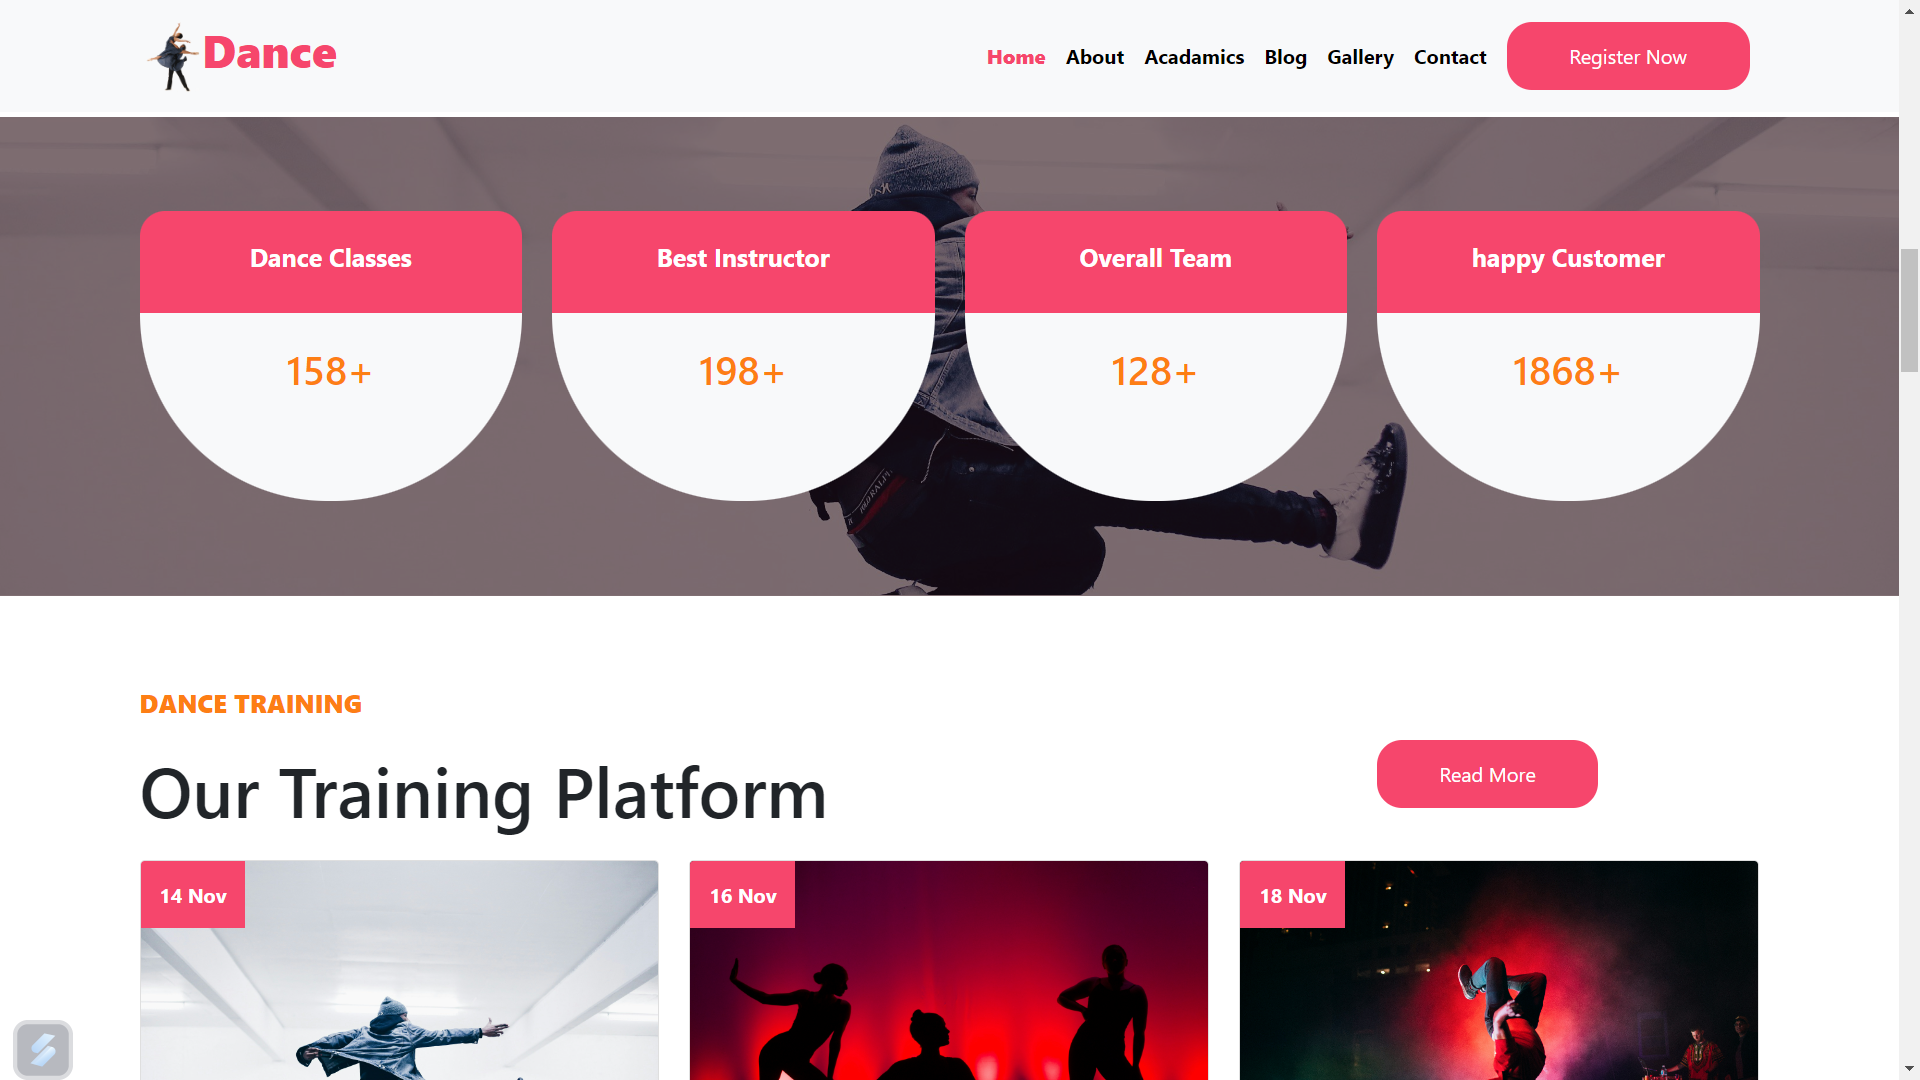 Dance
Home About Acadamics Blog Gallery Contact Register Now
Dance Classes
158+
Best Instructor
198+
Overall Team
128+
happy Customer
1868+
DANCE TRAINING
Our Training Platform
Read More
14 Nov
16 Nov
18 Nov